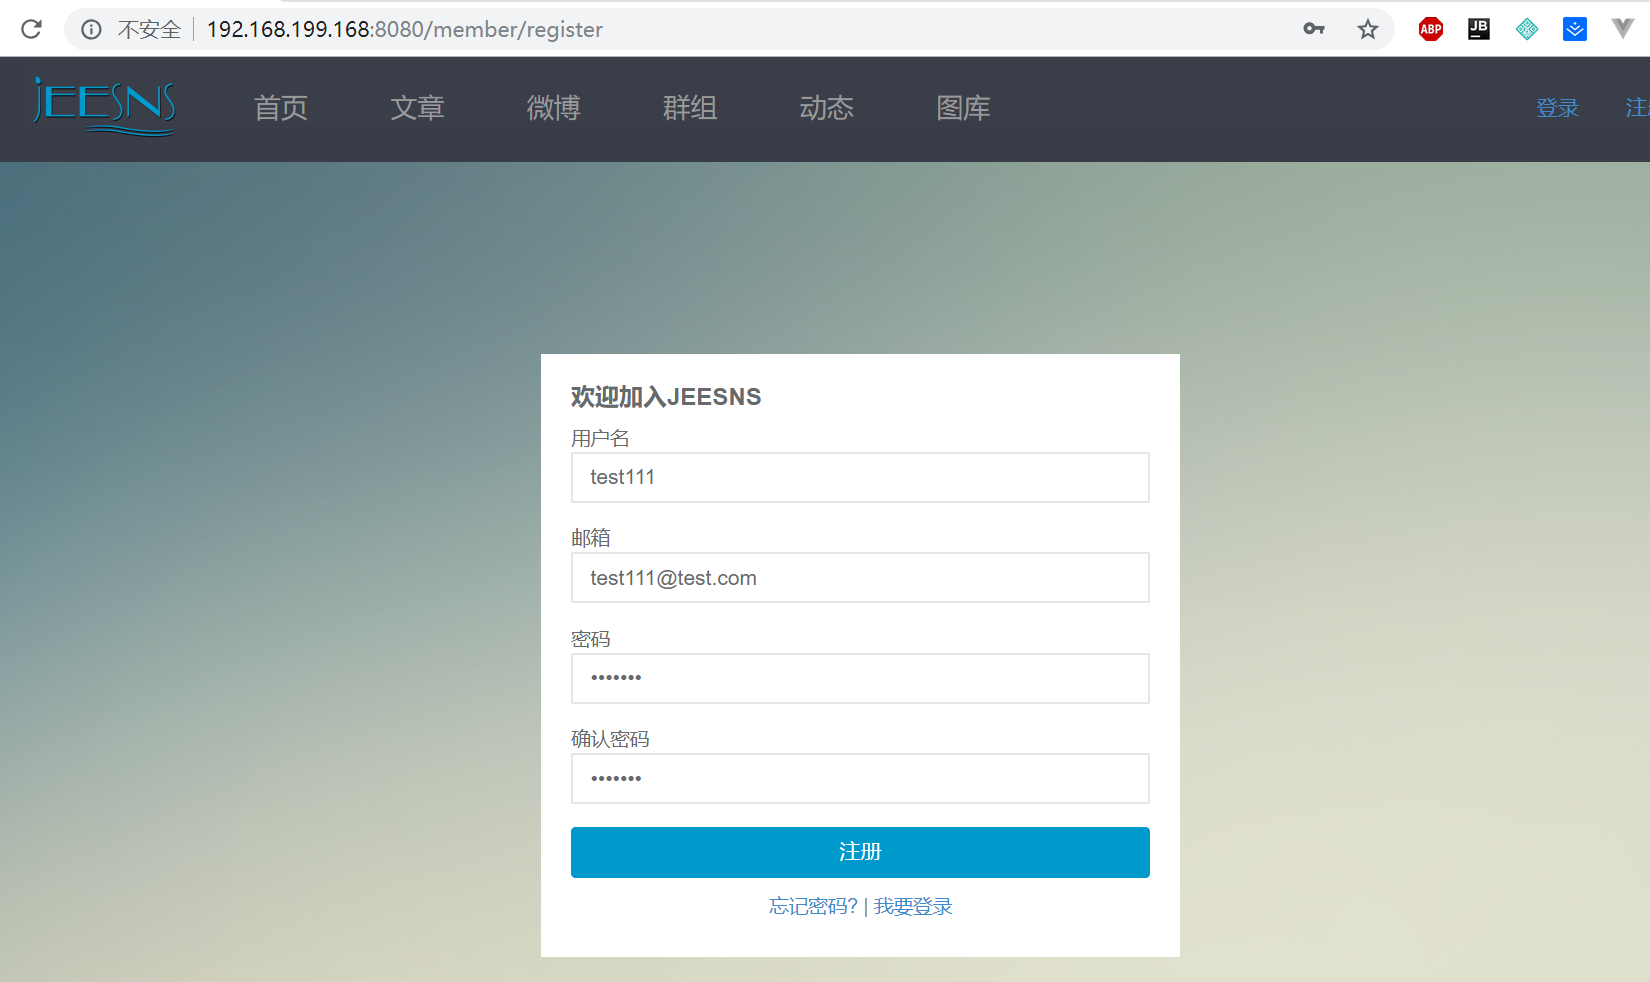 不安全 192.168.199.168:8080/member/register
ABP
JB
JEESNS 首页 文章 微博 群组 动态 图库 登录
欢迎加入JEESNS
用户名
test111
邮箱
test111@test.com
密码
•••••••
确认密码
•••••••
注册
忘记密码? | 我要登录